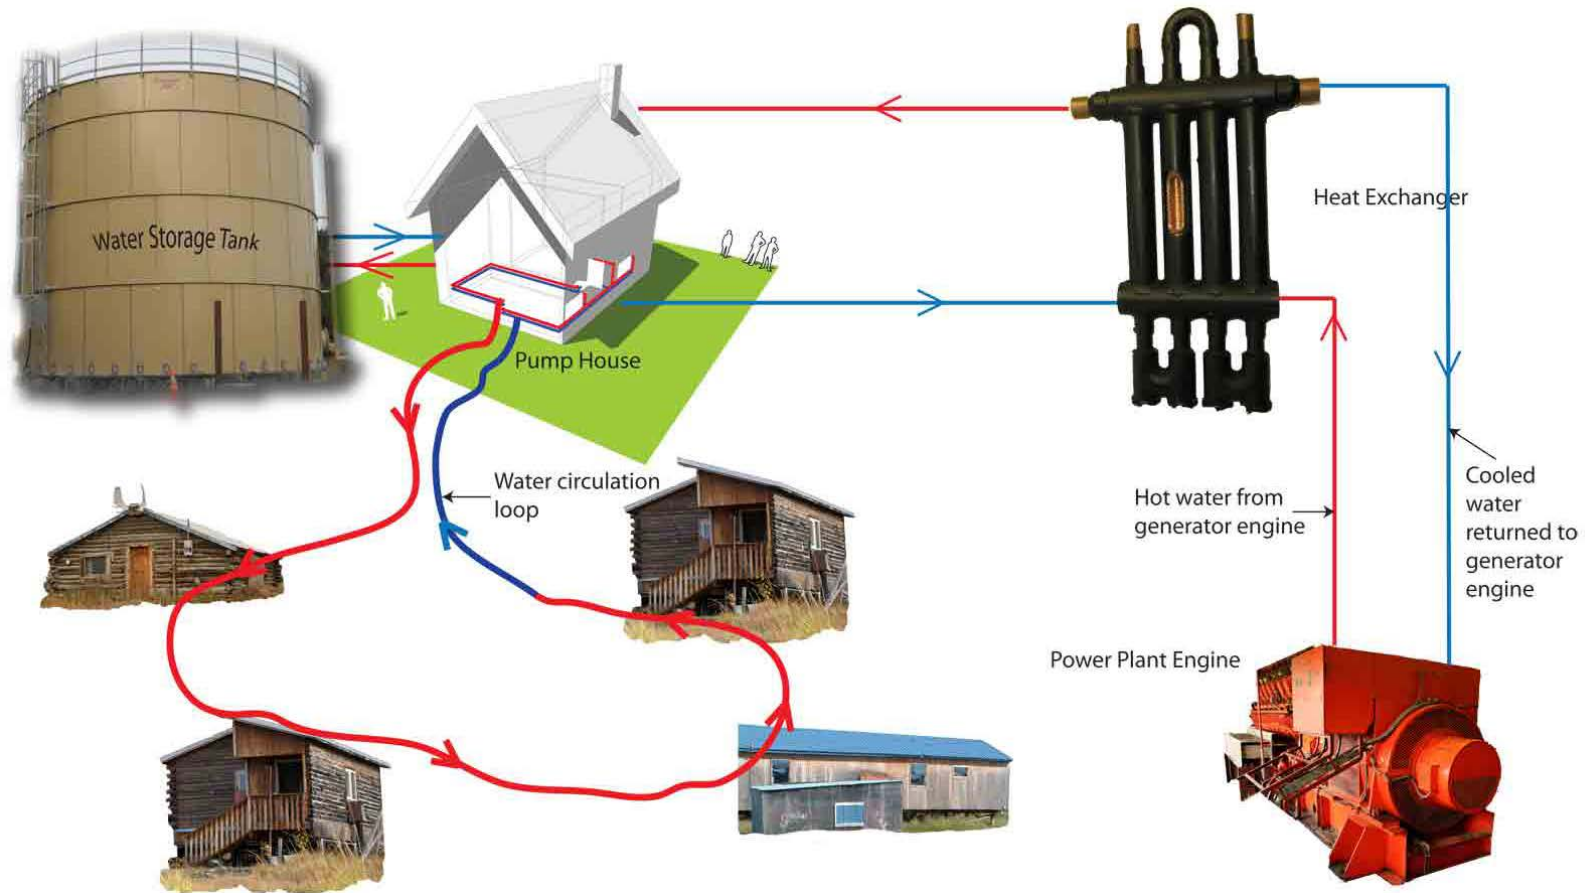 Water Storage Tank
Pump House
Heat Exchanger
Water circulation
loop
Hot water from
generator engine
Cooled
water
returned to
generator
engine
Power Plant Engine